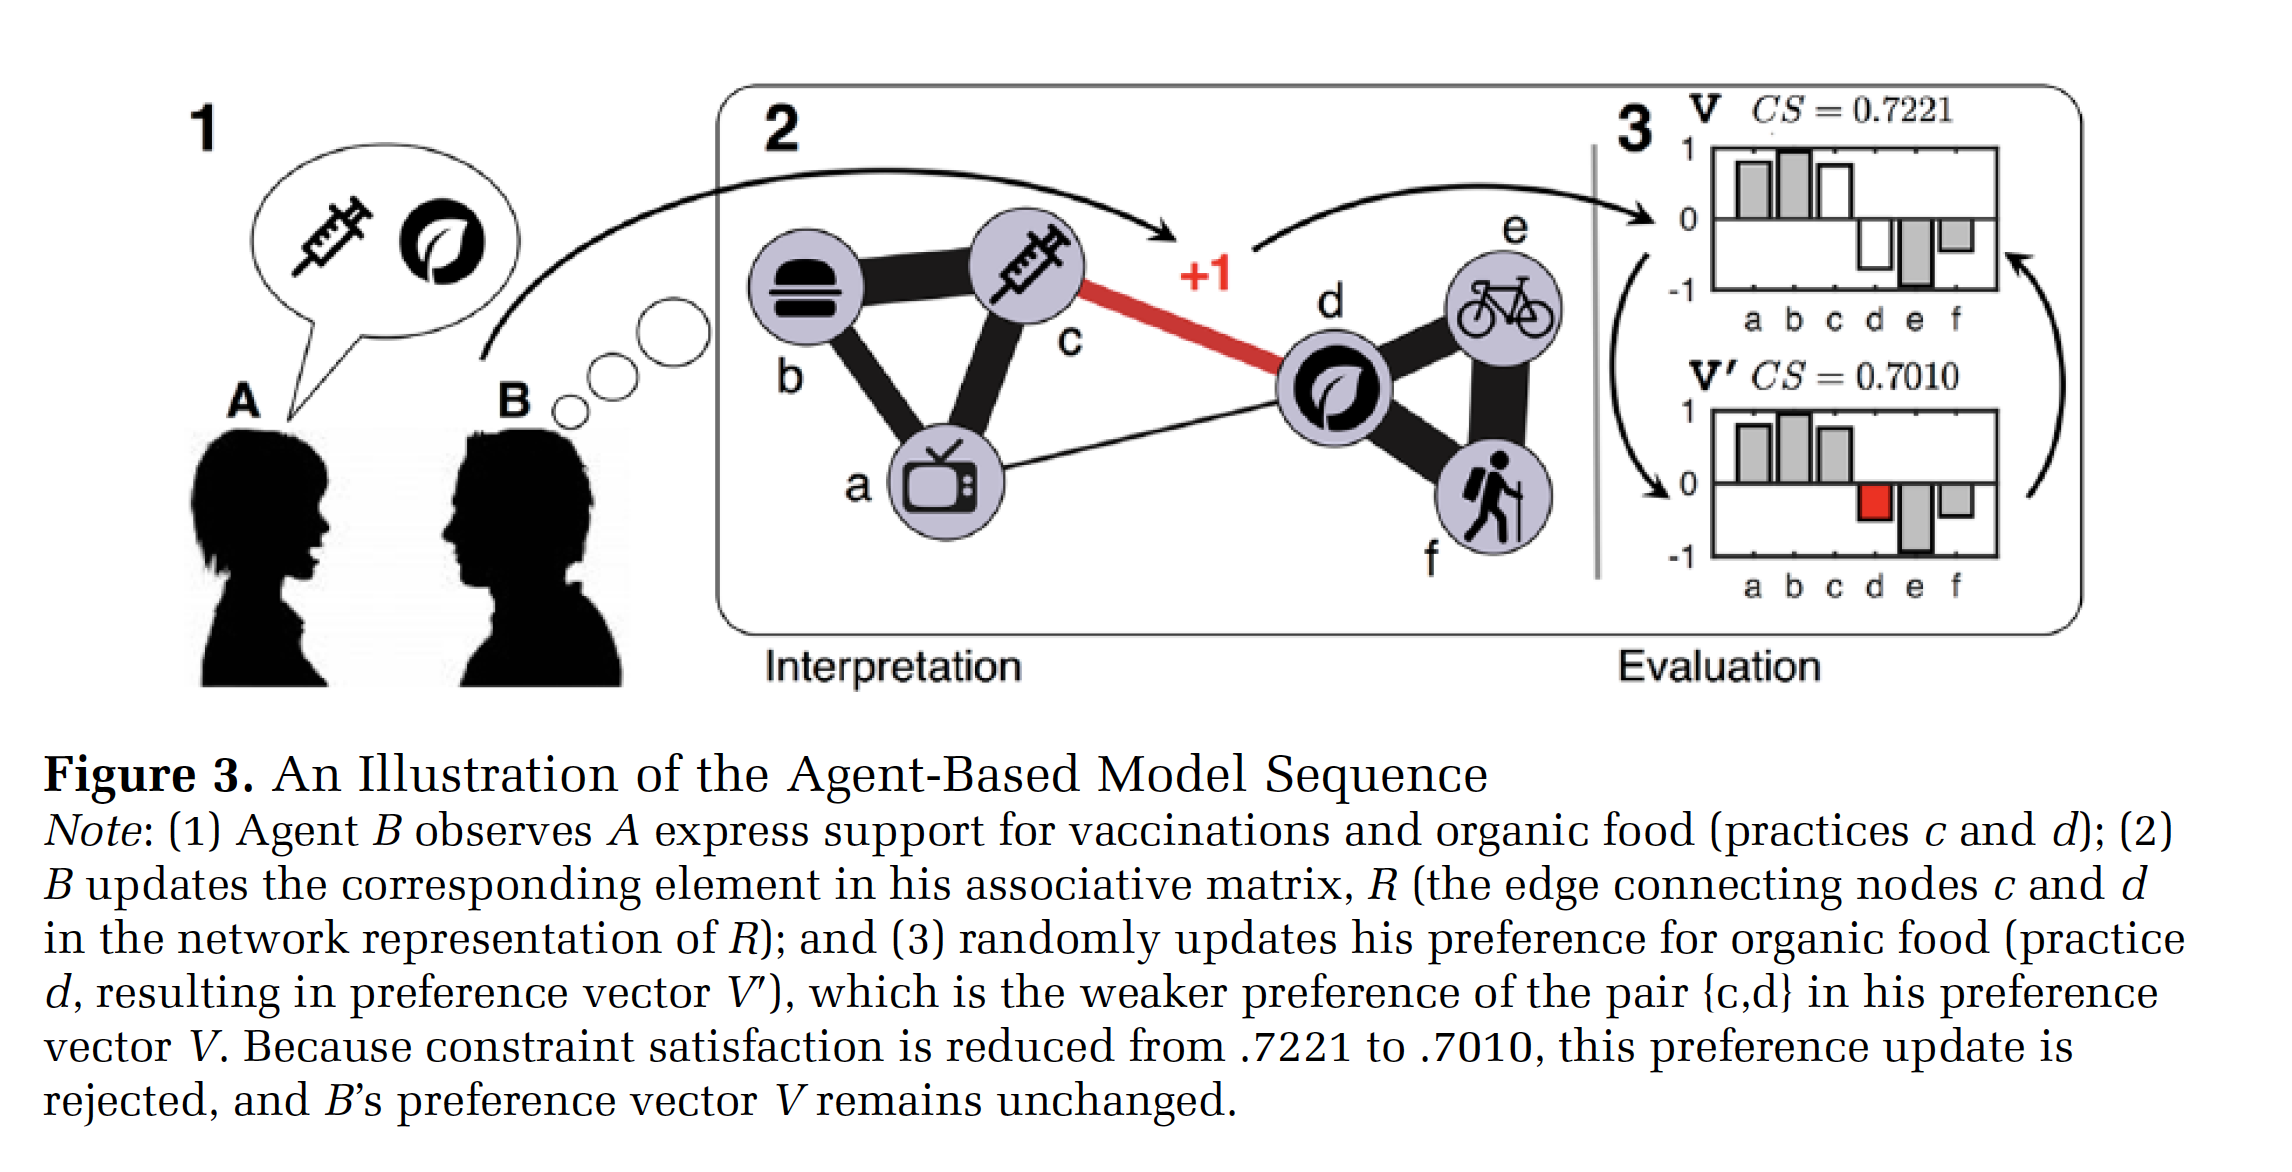 1
2
3
V CS = 0.7221
1
0
-1
a b c d e f
V′ CS = 0.7010
1
0
-1
a b c d e f
+1
e
d
c
b
a
f
A
B
Interpretation
Evaluation
Figure 3. An Illustration of the Agent-Based Model Sequence
Note: (1) Agent B observes A express support for vaccinations and organic food (practices c and d); (2)
B updates the corresponding element in his associative matrix, R (the edge connecting nodes c and d
in the network representation of R); and (3) randomly updates his preference for organic food (practice
d, resulting in preference vector V′), which is the weaker preference of the pair {c,d} in his preference
vector V. Because constraint satisfaction is reduced from .7221 to .7010, this preference update is
rejected, and B’s preference vector V remains unchanged.